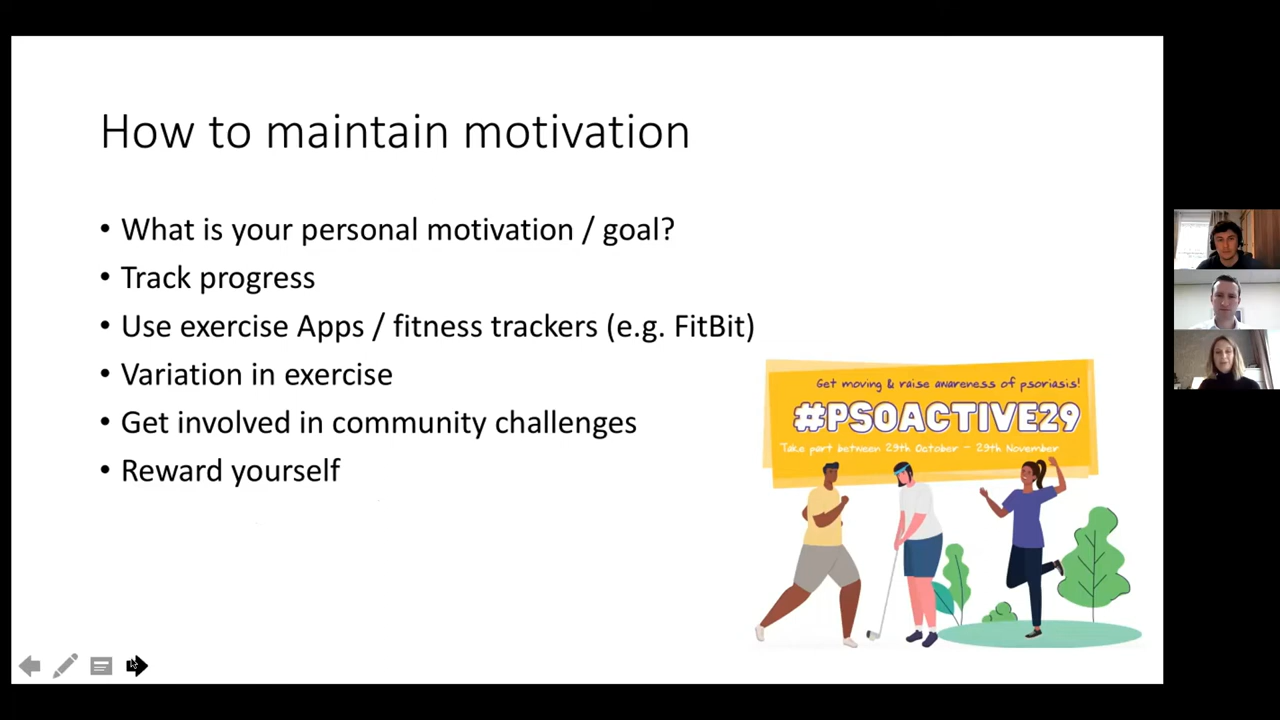 How to maintain motivation
• What is your personal motivation / goal?
• Track progress
• Use exercise Apps / fitness trackers (e.g. FitBit)
• Variation in exercise
• Get involved in community challenges
• Reward yourself
Get moving & raise awareness of psoriasis!
#PSOACTIVE29
Take part between 29th October – 29th November